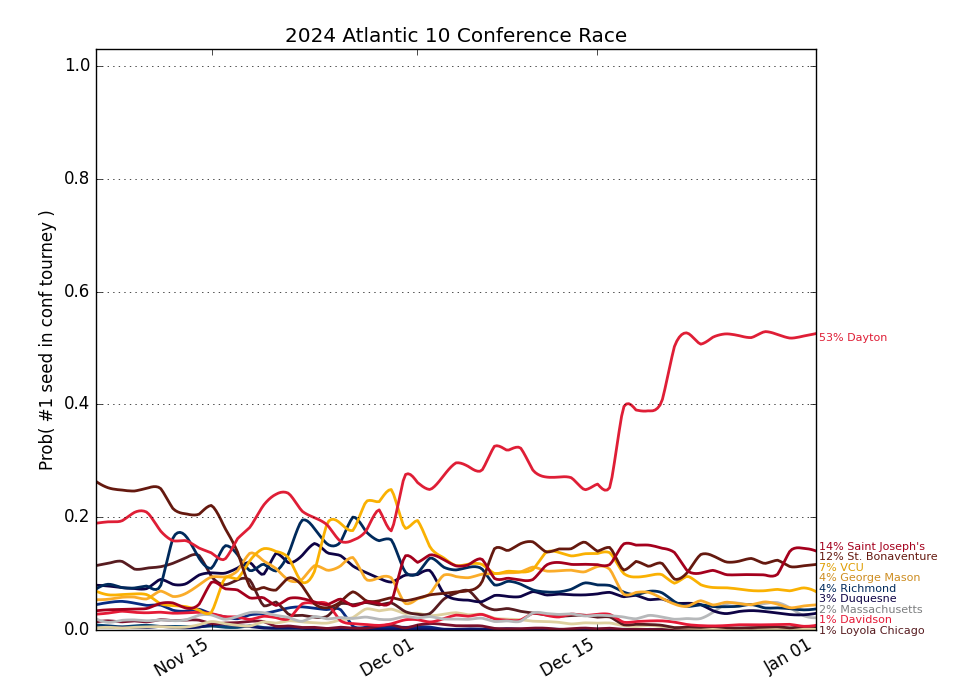 2024 Atlantic 10 Conference Race
Prob( #1 seed in conf tourney )
1.0
0.8
0.6
0.4
0.2
0.0
Nov 15
Dec 01
Dec 15
Jan 01
53% Dayton
14% Saint Joseph's
12% St. Bonaventure
7% VCU
4% George Mason
4% Richmond
3% Duquesne
2% Massachusetts
1% Davidson
1% Loyola Chicago